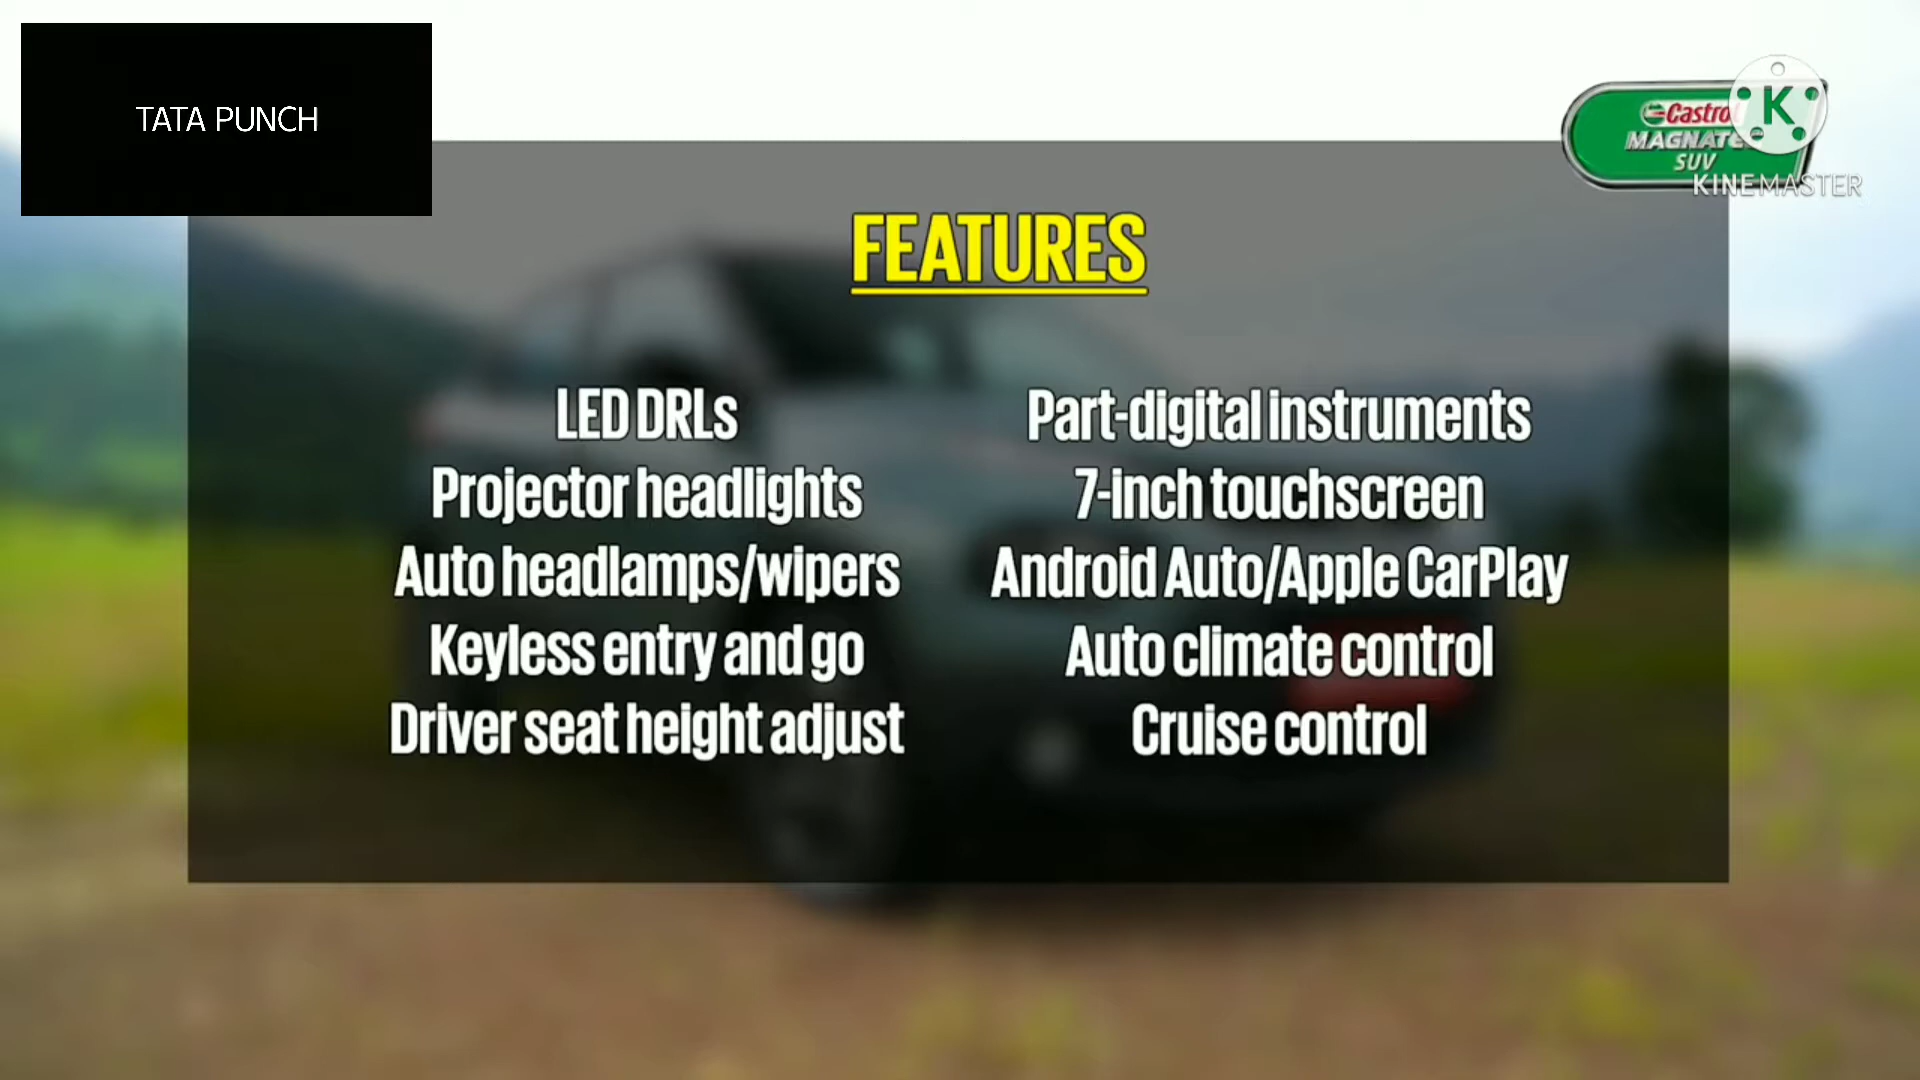 TATA PUNCH
Castrol
MAGNATEC
SUV
K
KINEMASTER
FEATURES
LED DRLs
Projector headlights
Auto headlamps/wipers
Keyless entry and go
Driver seat height adjust
Part-digital instruments
7-inch touchscreen
Android Auto/Apple CarPlay
Auto climate control
Cruise control